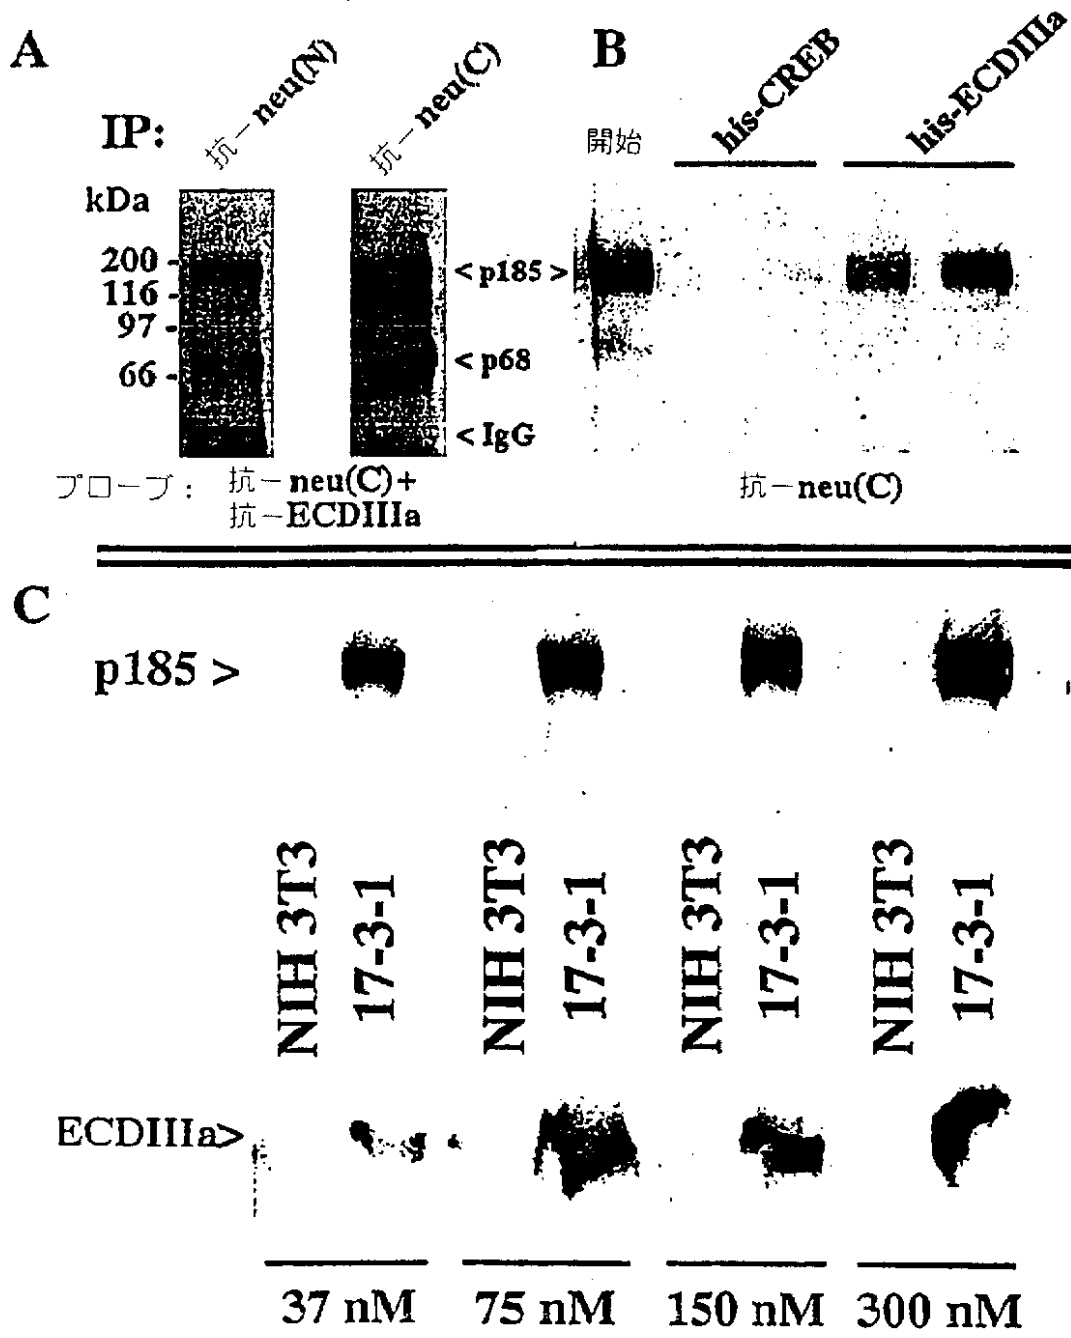 A
IP:
抗-neu(N)
抗-neu(C)
kDa
200 -
116 -
97 -
66 -
< p185 >
< p68
< IgG
プローブ: 抗-neu(C)+
抗-ECDIIIa
B
開始
his-CREB
his-ECDIIIa
抗-neu(C)
C
p185 >
NIH 3T3
17-3-1
NIH 3T3
17-3-1
NIH 3T3
17-3-1
NIH 3T3
17-3-1
ECDIIIa>
37 nM
75 nM
150 nM
300 nM